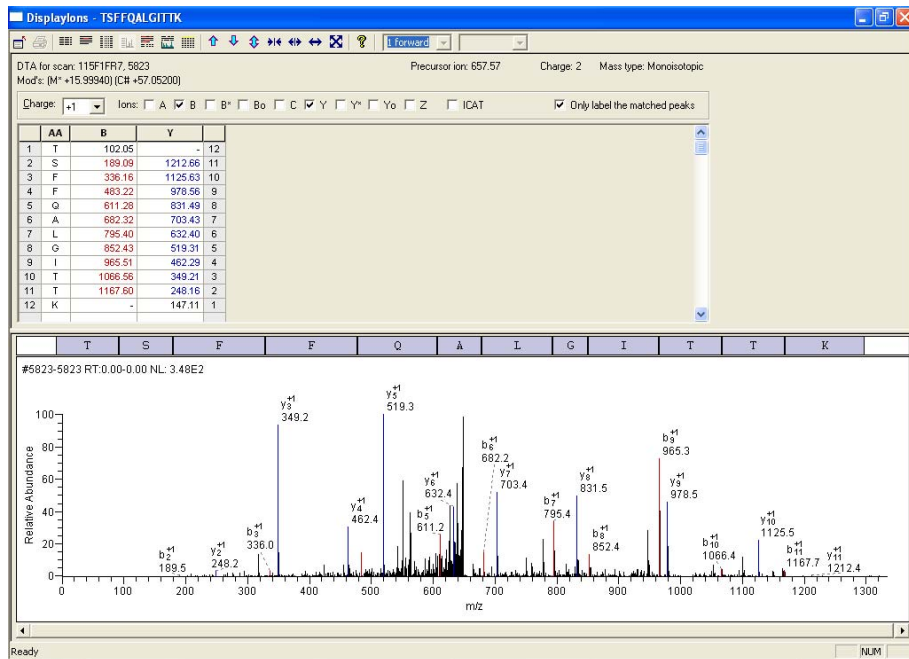 DisplayIons - TSFFQALGITTK
1 forward
DTA for scan: 115F1FR7, 5823 Precursor ion: 657.57 Charge: 2 Mass type: Monoisotopic
Mod's: (M* +15.99940) (C# +57.05200)
Charge: +1 Ions: A B B* Bo C Y Y* Yo Z ICAT Only label the matched peaks
AA B Y
1 T 102.05 - 12
2 S 189.09 1212.66 11
3 F 336.16 1125.63 10
4 F 483.22 978.56 9
5 Q 611.28 831.49 8
6 A 682.32 703.43 7
7 L 795.40 632.40 6
8 G 852.43 519.31 5
9 I 965.51 462.29 4
10 T 1066.56 349.21 3
11 T 1167.60 248.16 2
12 K - 147.11 1
T S F F Q A L G I T T K
#5823-5823 RT:0.00-0.00 NL: 3.48E2
Relative Abundance
100
80
60
40
20
0
b2+1
189.5
y2+1
248.2
b3+1
336.0
y3+1
349.2
y4+1
462.4
y5+1
519.3
b5+1
611.2
y6+1
632.4
b6+1
682.2
y7+1
703.4
b7+1
795.4
y8+1
831.5
b8+1
852.4
b9+1
965.3
y9+1
978.5
b10+1
1066.4
y10+1
1125.5
b11+1
1167.7
y11+1
1212.4
0 100 200 300 400 500 600 700 800 900 1000 1100 1200 1300
m/z
Ready NUM